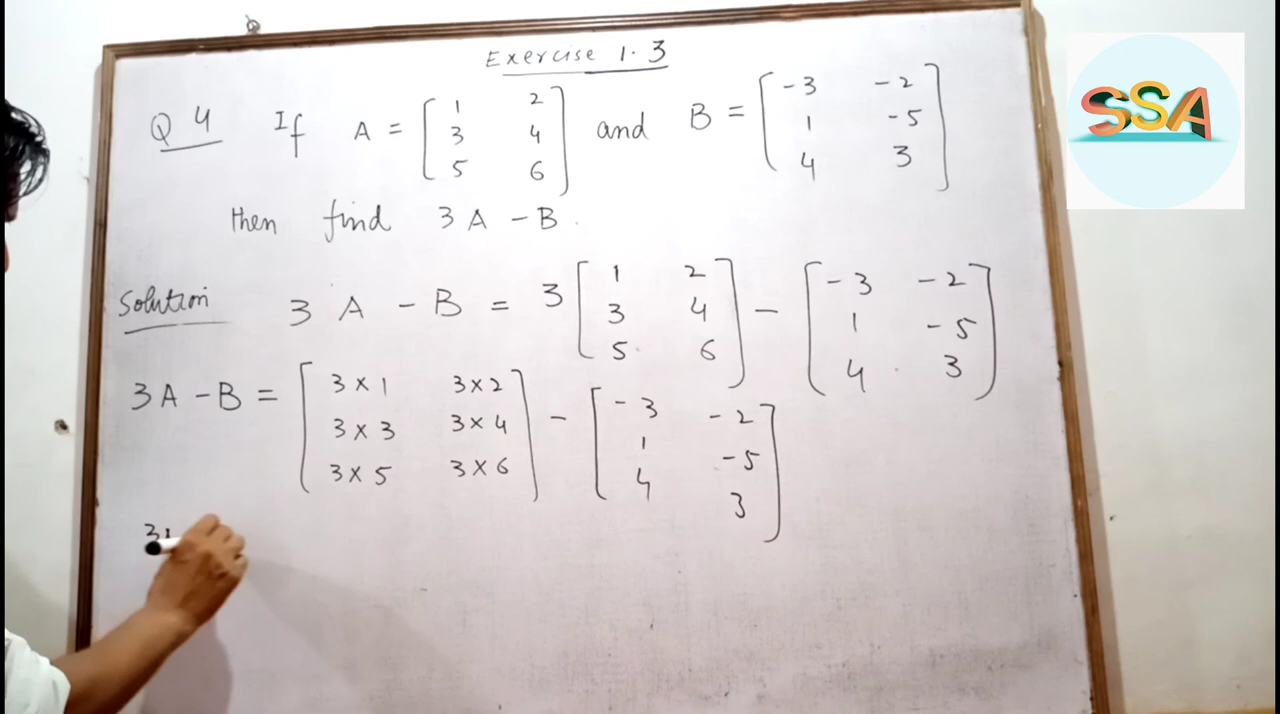 Exercise 1.3
Q 4 If A = [ 1 2 3 4 5 6 ] and B = [ -3 -2 1 -5 4 3 ]
then find 3A - B.
Solution 3A - B = 3 [ 1 2 3 4 5 6 ] - [ -3 -2 1 -5 4 3 ]
3A - B = [ 3×1 3×2 3×3 3×4 3×5 3×6 ] - [ -3 -2 1 -5 4 3 ]
3
SSA